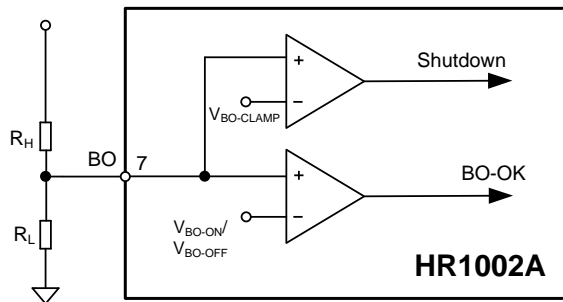 Shutdown
V_BO-CLAMP
R_H
BO
7
BO-OK
V_BO-ON/
V_BO-OFF
R_L
HR1002A